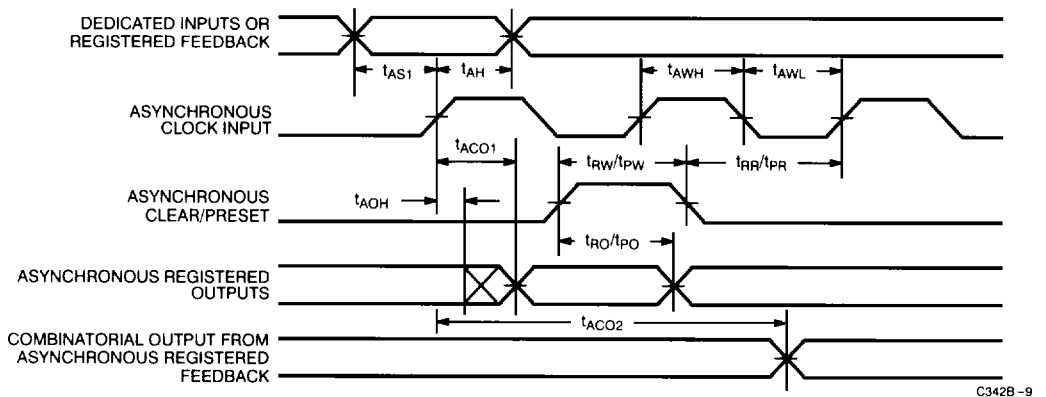 DEDICATED INPUTS OR
REGISTERED FEEDBACK
tAS1
tAH
tAWH
tAWL
ASYNCHRONOUS
CLOCK INPUT
tACO1
tRW/tPW
tRR/tPR
ASYNCHRONOUS
CLEAR/PRESET
tAOH
tRO/tPO
ASYNCHRONOUS REGISTERED
OUTPUTS
tACO2
COMBINATORIAL OUTPUT FROM
ASYNCHRONOUS REGISTERED
FEEDBACK
C342B-9